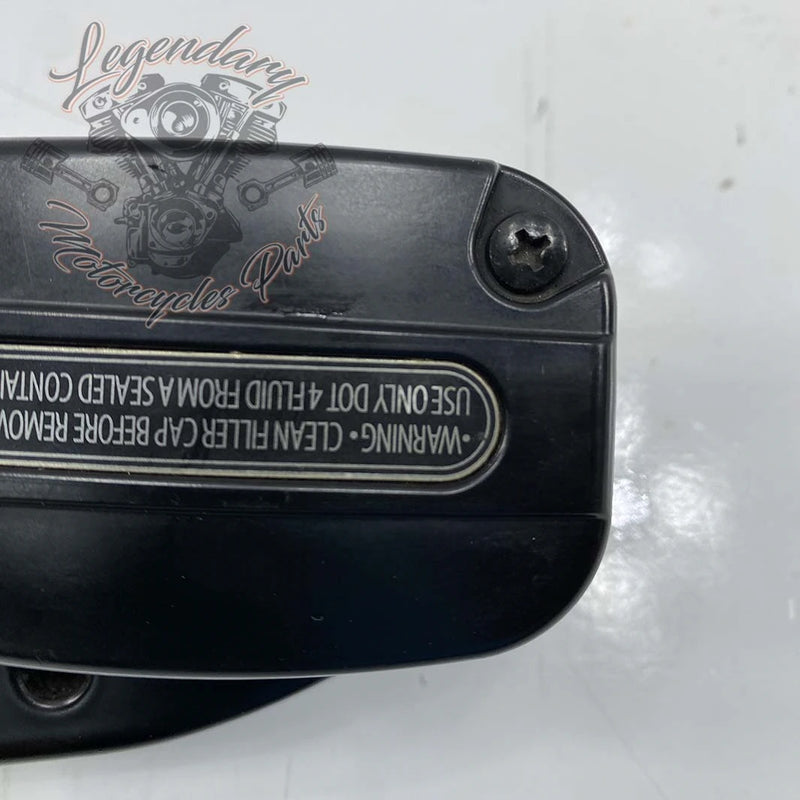 Legendary
Motorcycles Parts
•WARNING• CLEAN FILLER CAP BEFORE REMOV
USE ONLY DOT 4 FLUID FROM A SEALED CONTAI